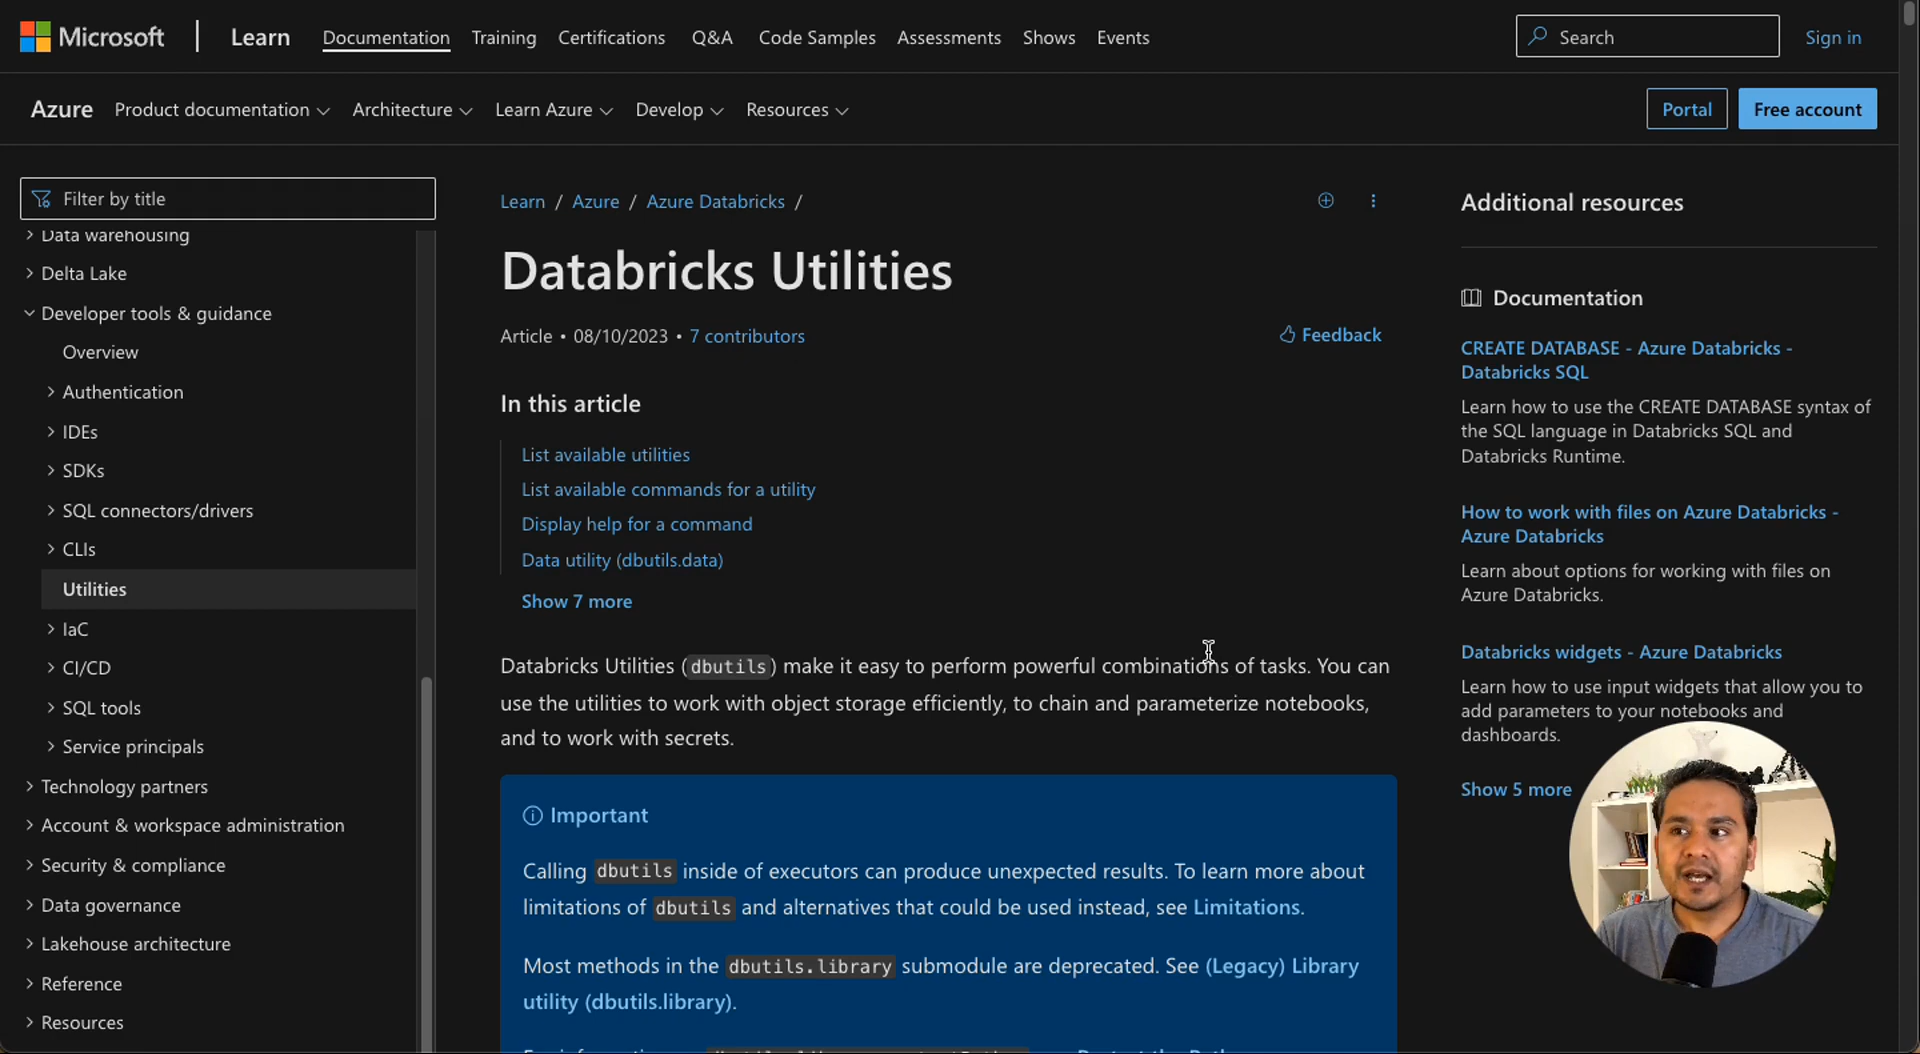 Microsoft
Learn
Documentation
Training
Certifications
Q&A
Code Samples
Assessments
Shows
Events
Search
Sign in
Azure
Product documentation
Architecture
Learn Azure
Develop
Resources
Portal
Free account
Filter by title
Data warehousing
Delta Lake
Developer tools & guidance
Overview
Authentication
IDEs
SDKs
SQL connectors/drivers
CLIs
Utilities
IaC
CI/CD
SQL tools
Service principals
Technology partners
Account & workspace administration
Security & compliance
Data governance
Lakehouse architecture
Reference
Resources
Learn / Azure / Azure Databricks /
Databricks Utilities
Article • 08/10/2023 • 7 contributors
Feedback
In this article
List available utilities
List available commands for a utility
Display help for a command
Data utility (dbutils.data)
Show 7 more
Databricks Utilities (dbutils) make it easy to perform powerful combinations of tasks. You can
use the utilities to work with object storage efficiently, to chain and parameterize notebooks,
and to work with secrets.
Important
Calling dbutils inside of executors can produce unexpected results. To learn more about
limitations of dbutils and alternatives that could be used instead, see Limitations.
Most methods in the dbutils.library submodule are deprecated. See (Legacy) Library
utility (dbutils.library).
Additional resources
Documentation
CREATE DATABASE - Azure Databricks -
Databricks SQL
Learn how to use the CREATE DATABASE syntax of
the SQL language in Databricks SQL and
Databricks Runtime.
How to work with files on Azure Databricks -
Azure Databricks
Learn about options for working with files on
Azure Databricks.
Databricks widgets - Azure Databricks
Learn how to use input widgets that allow you to
add parameters to your notebooks and
dashboards.
Show 5 more